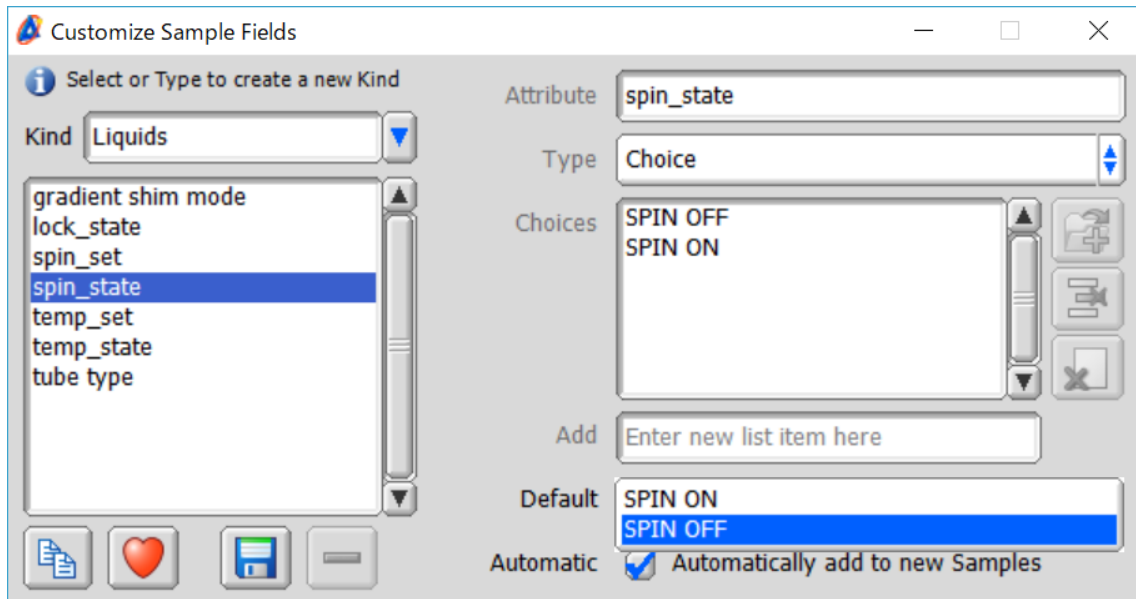 Customize Sample Fields
Select or Type to create a new Kind
Kind Liquids
gradient shim mode
lock_state
spin_set
spin_state
temp_set
temp_state
tube type
Attribute spin_state
Type Choice
Choices SPIN OFF
SPIN ON
Add Enter new list item here
Default SPIN ON
SPIN OFF
Automatic Automatically add to new Samples